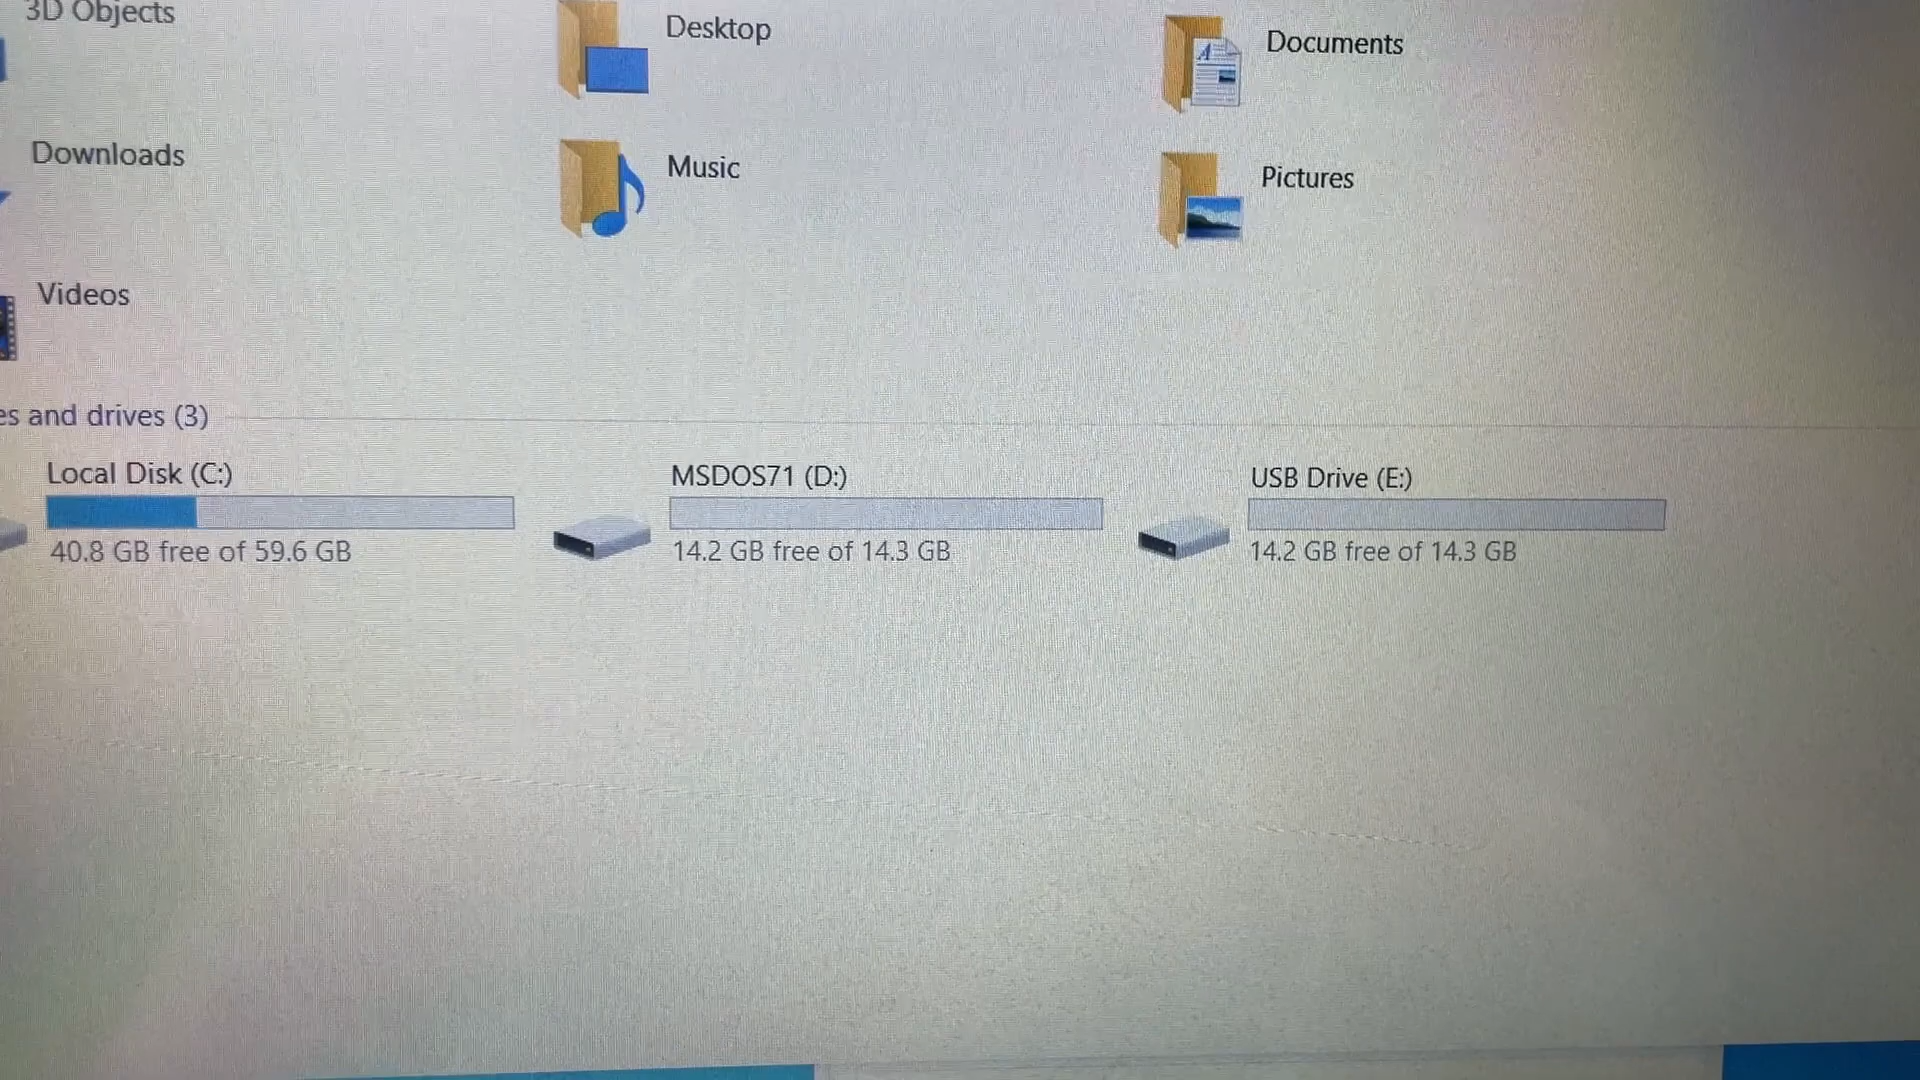 3D Objects
Desktop
Documents
Downloads
Music
Pictures
Videos
es and drives (3)
Local Disk (C:)
MSDOS71 (D:)
USB Drive (E:)
40.8 GB free of 59.6 GB
14.2 GB free of 14.3 GB
14.2 GB free of 14.3 GB